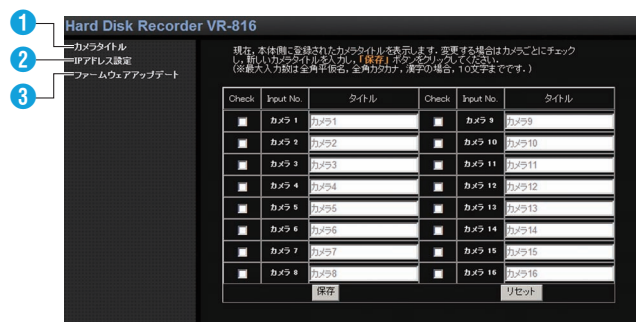 Hard Disk Recorder VR-816
1 カメラタイトル
2 IPアドレス設定
3 ファームウェアアップデート
現在, 本体側に登録されたカメラタイトルを表示します. 変更する場合はカメラごとにチェック
し, 新しいカメラタイトルを入力し,「保存」ボタンをクリックしてください.
(※最大入力数は全角平仮名, 全角カタカナ, 漢字の場合, 10文字までです.)
Check Input No. タイトル Check Input No. タイトル
カメラ 1 カメラ1 カメラ 9 カメラ9
カメラ 2 カメラ2 カメラ 10 カメラ10
カメラ 3 カメラ3 カメラ 11 カメラ11
カメラ 4 カメラ4 カメラ 12 カメラ12
カメラ 5 カメラ5 カメラ 13 カメラ13
カメラ 6 カメラ6 カメラ 14 カメラ14
カメラ 7 カメラ7 カメラ 15 カメラ15
カメラ 8 カメラ8 カメラ 16 カメラ16
保存 リセット